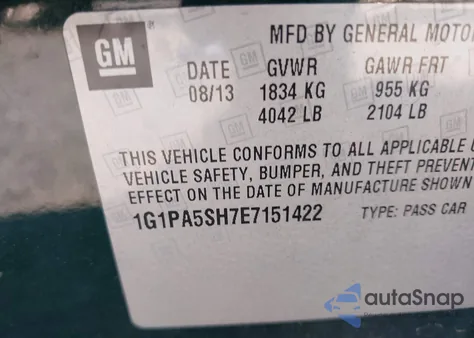 GM
MFD BY GENERAL MOTOR
DATE GVWR GAWR FRT
08/13 1834 KG 955 KG
4042 LB 2104 LB
THIS VEHICLE CONFORMS TO ALL APPLICABLE
VEHICLE SAFETY, BUMPER, AND THEFT PREVENT
EFFECT ON THE DATE OF MANUFACTURE SHOWN
1G1PA5SH7E7151422 TYPE: PASS CAR
autoSnap